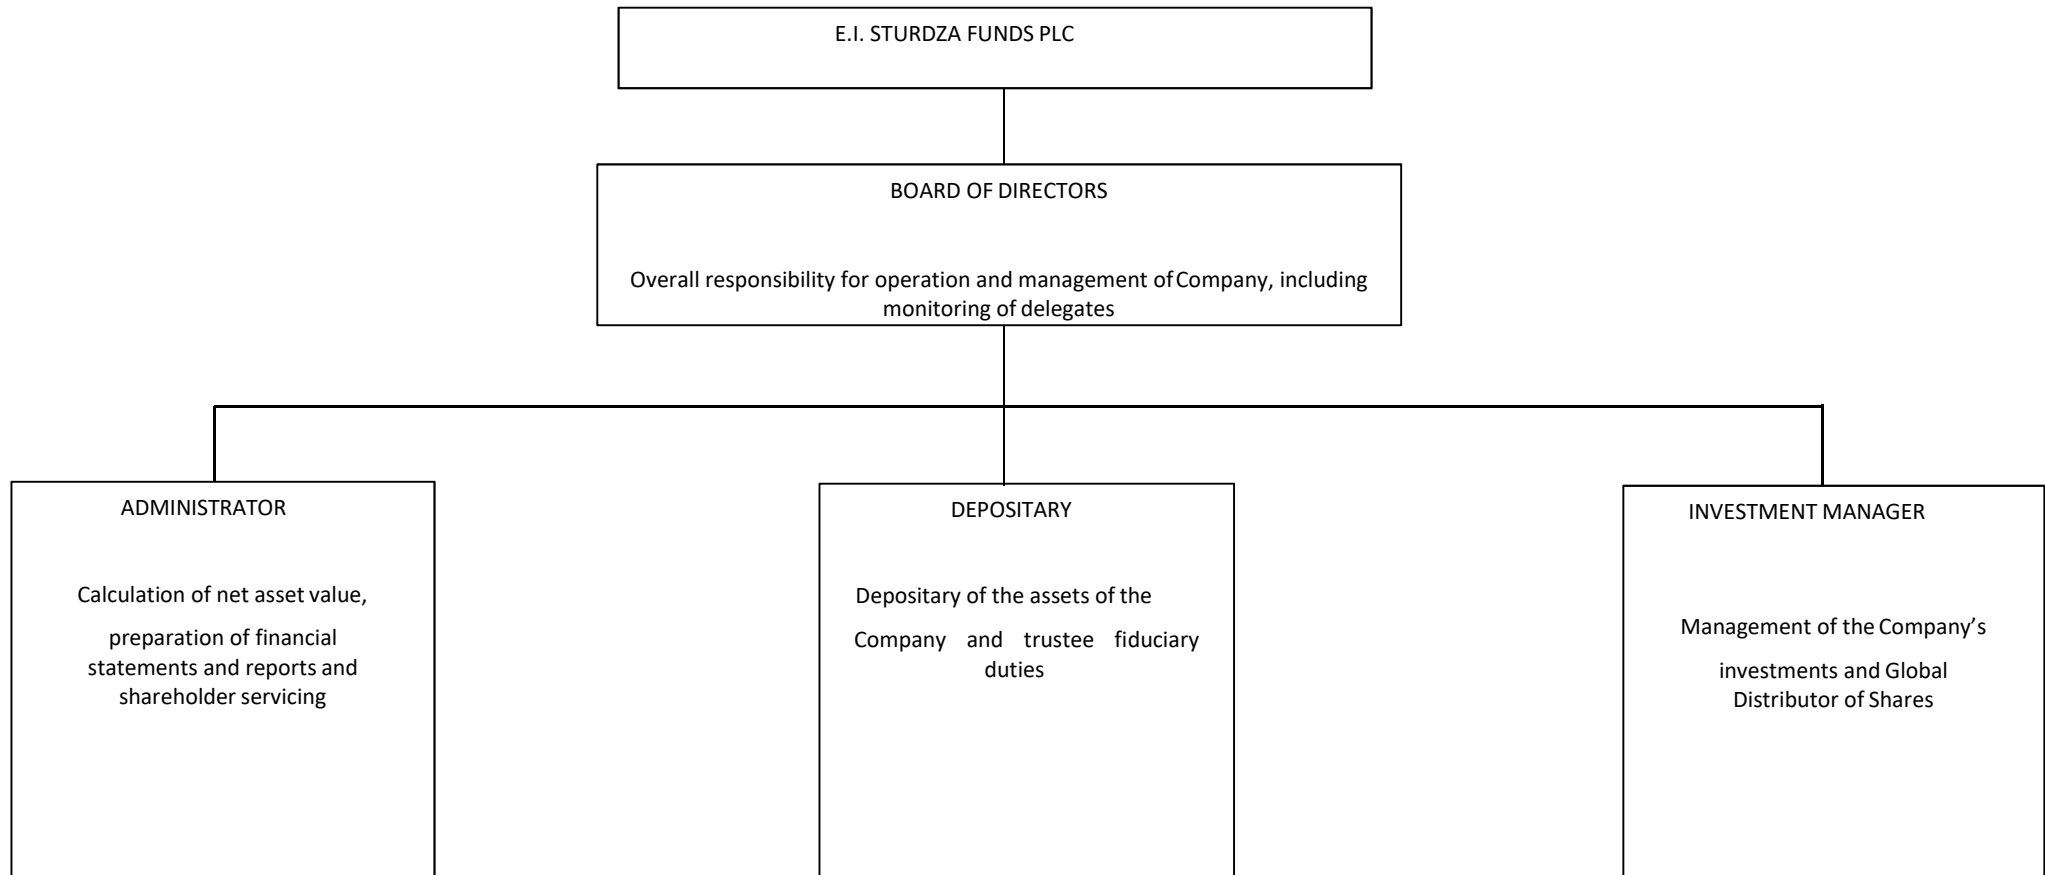 E.I. STURDZA FUNDS PLC
BOARD OF DIRECTORS
Overall responsibility for operation and management of Company, including
monitoring of delegates
ADMINISTRATOR
Calculation of net asset value,
preparation of financial
statements and reports and
shareholder servicing
DEPOSITARY
Depositary of the assets of the
Company and trustee fiduciary
duties
INVESTMENT MANAGER
Management of the Company’s
investments and Global
Distributor of Shares